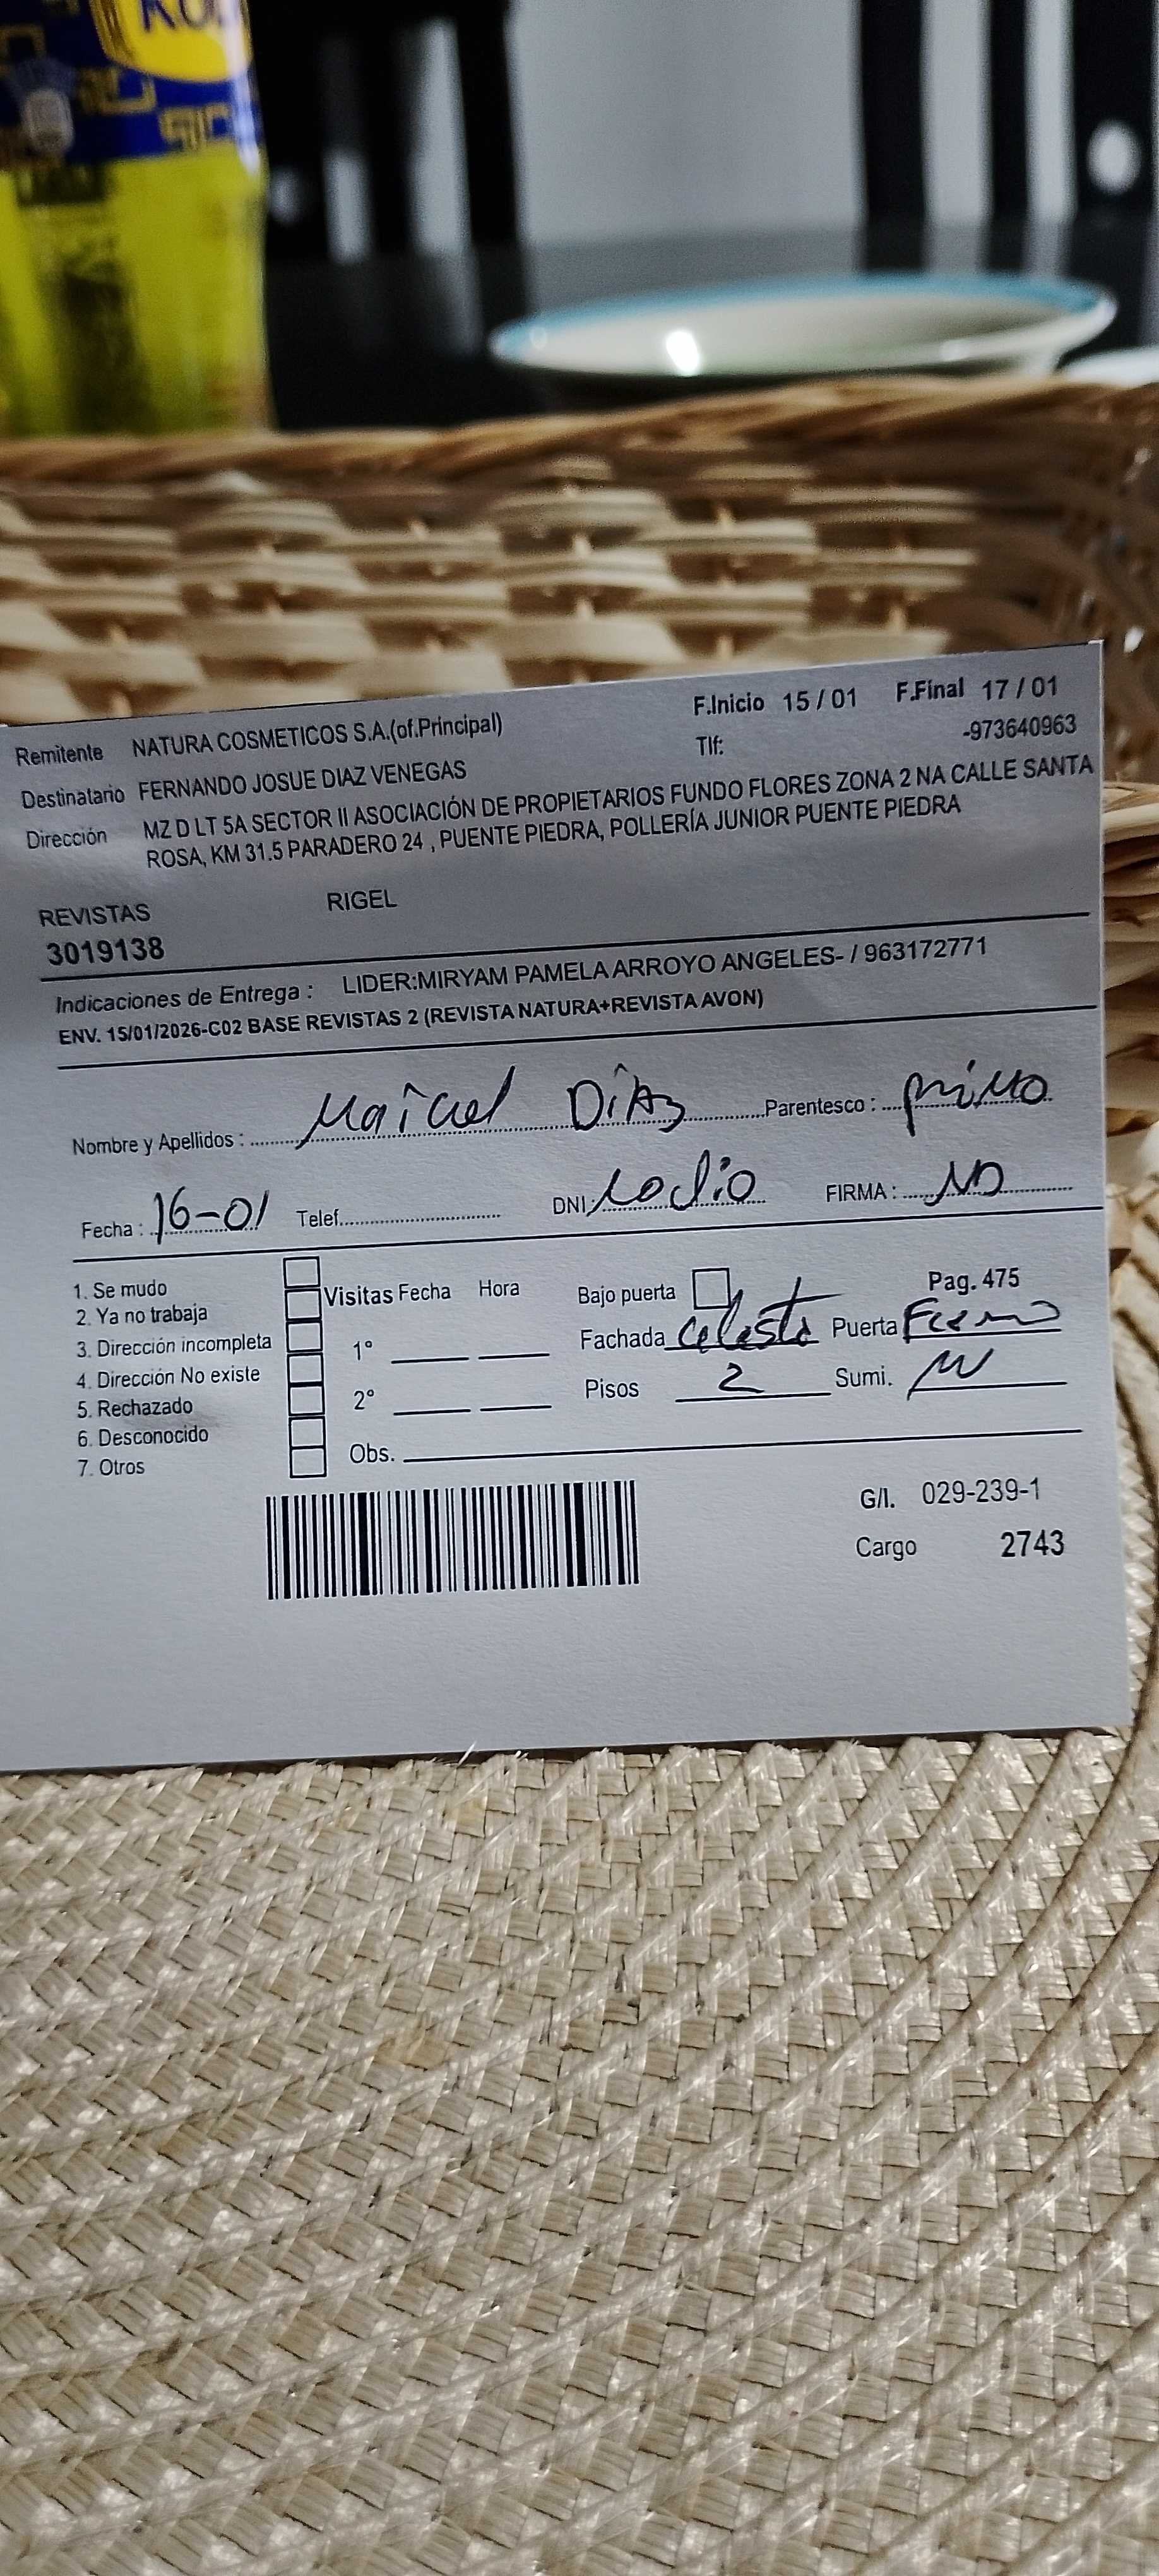 KOL
Remitente NATURA COSMETICOS S.A.(of.Principal) F.Inicio 15 / 01 F.Final 17 / 01
Destinatario FERNANDO JOSUE DIAZ VENEGAS Tlf: -973640963
Dirección MZ D LT 5A SECTOR II ASOCIACIÓN DE PROPIETARIOS FUNDO FLORES ZONA 2 NA CALLE SANTA
ROSA, KM 31.5 PARADERO 24 , PUENTE PIEDRA, POLLERÍA JUNIOR PUENTE PIEDRA
REVISTAS RIGEL
3019138
Indicaciones de Entrega : LIDER:MIRYAM PAMELA ARROYO ANGELES- / 963172771
ENV. 15/01/2026-C02 BASE REVISTAS 2 (REVISTA NATURA+REVISTA AVON)
Nombre y Apellidos : Maicol Díaz Parentesco : primo
Fecha : 16-01 Telef. DNI: no dio FIRMA : NO
1. Se mudo
2. Ya no trabaja
3. Dirección incompleta
4. Dirección No existe
5. Rechazado
6. Desconocido
7. Otros
Visitas Fecha Hora
1°
2°
Obs.
Bajo puerta Pag. 475
Fachada celeste Puerta
Pisos 2 Sumi.
G/I. 029-239-1
Cargo 2743